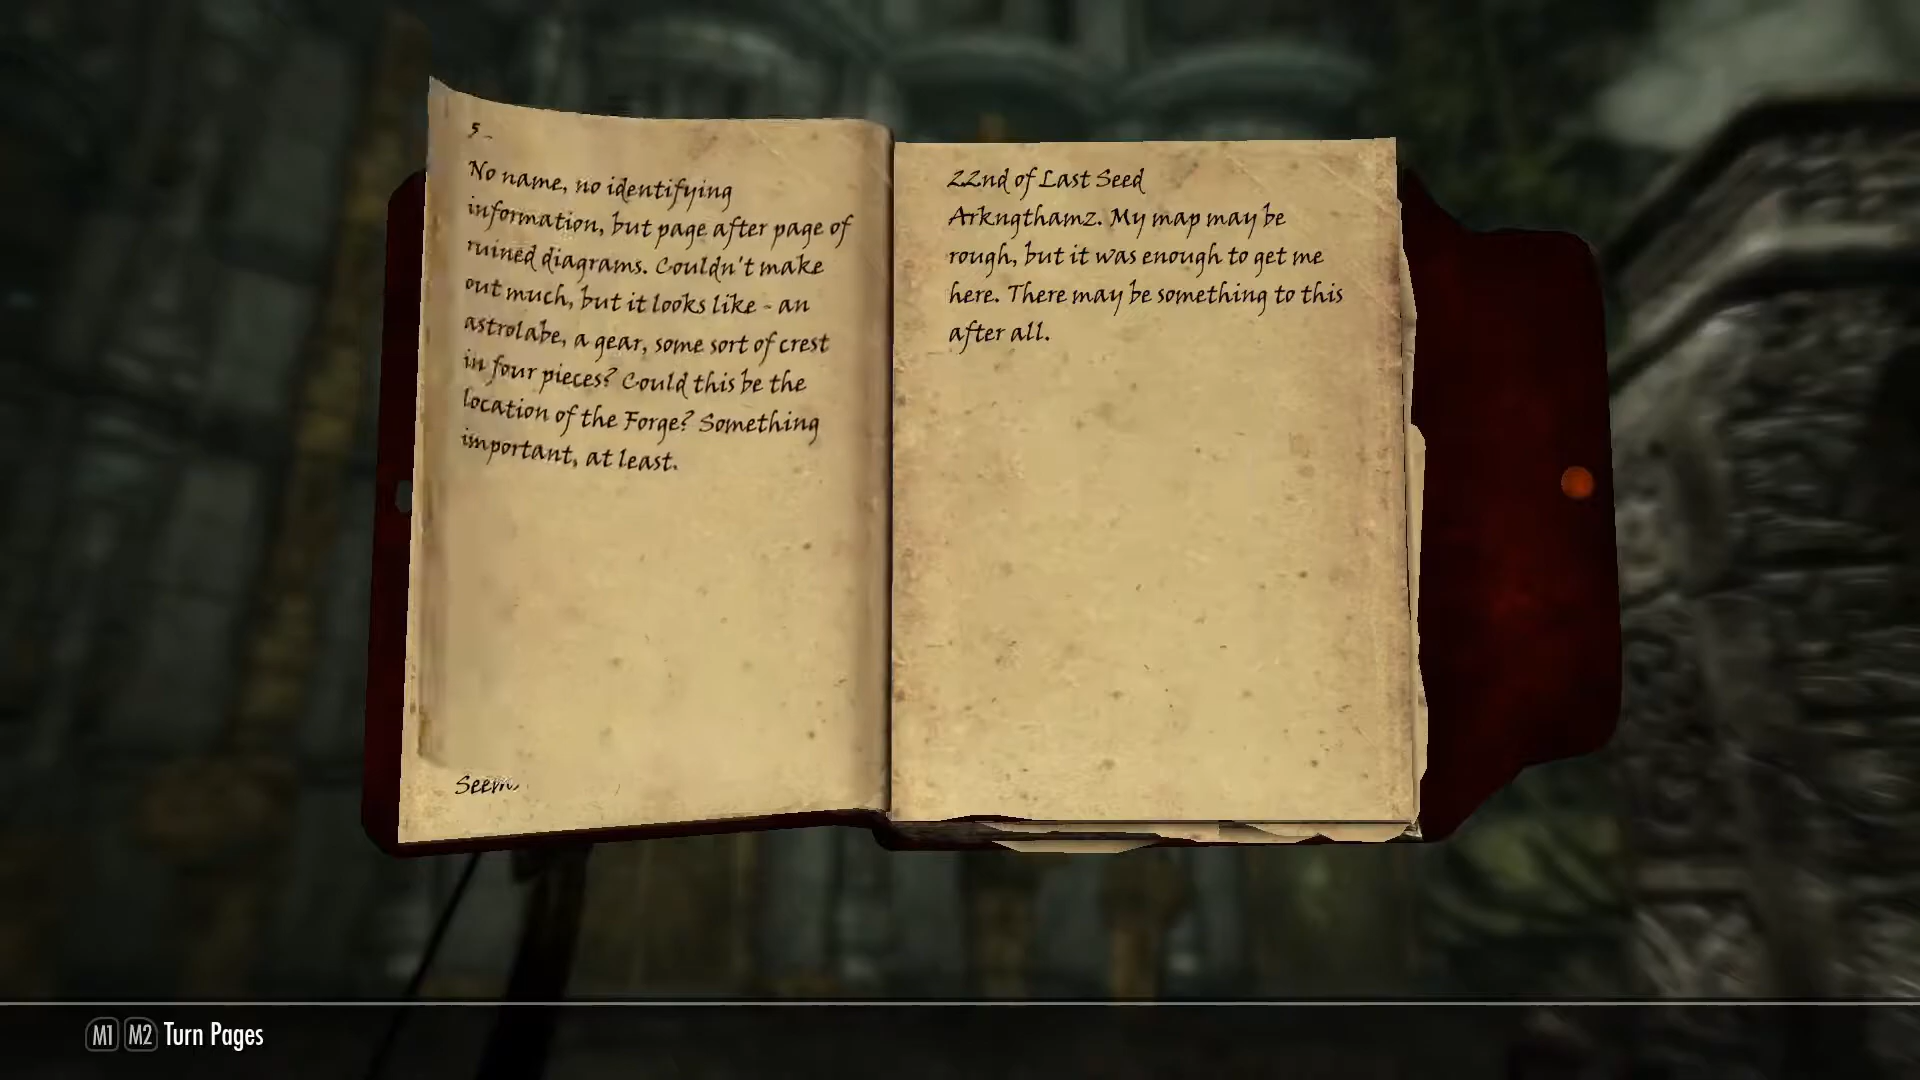 5
No name, no identifying
information, but page after page of
ruined diagrams. Couldn't make
out much, but it looks like - an
astrolabe, a gear, some sort of crest
in four pieces? Could this be the
location of the Forge? Something
important, at least.
22nd of Last Seed
Arkngthamz. My map may be
rough, but it was enough to get me
here. There may be something to this
after all.
M1 M2 Turn Pages